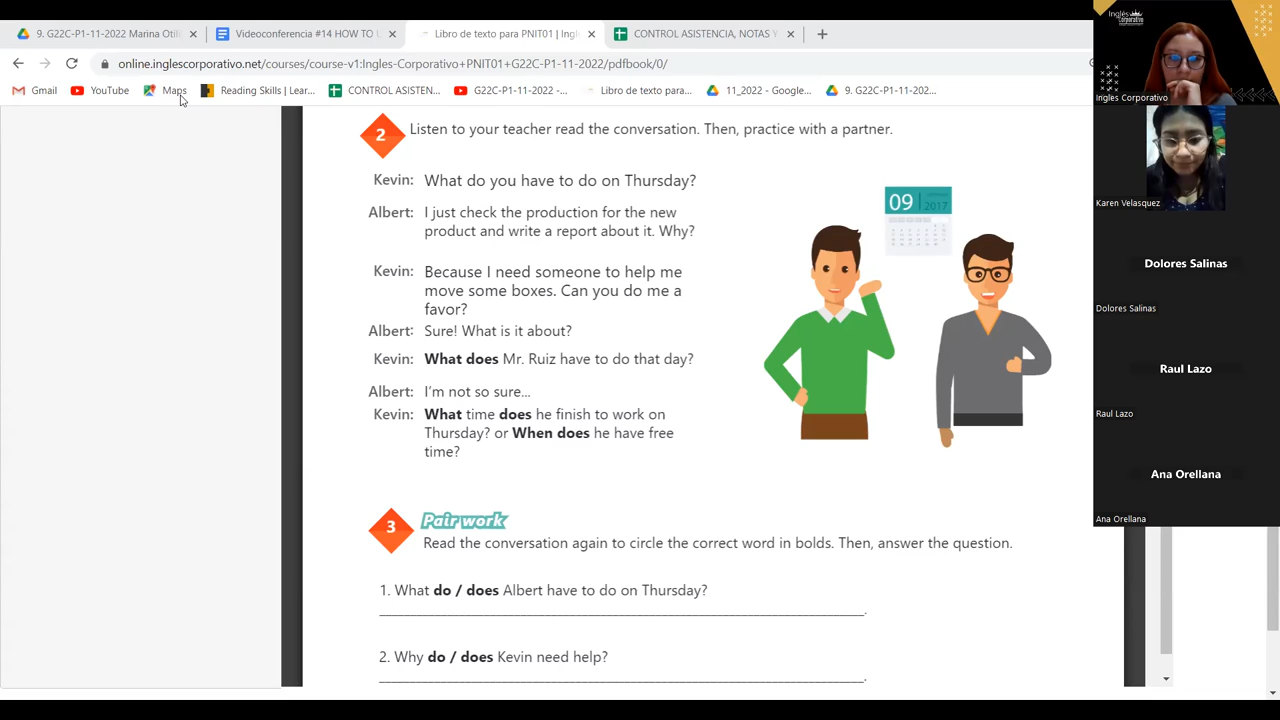 9. G22C-P1-11-2022 Marina Otili
Videoconferencia #14 HOW TO
Libro de texto para PNIT01 | Ingl
CONTROL ASISTENCIA, NOTAS Y
online.inglescorporativo.net/courses/course-v1:Ingles-Corporativo+PNIT01+G22C-P1-11-2022/pdfbook/0/
Gmail
YouTube
Maps
Reading Skills | Lear...
CONTROL ASISTEN...
G22C-P1-11-2022 -...
Libro de texto para...
11_2022 - Google...
9. G22C-P1-11-202...
2
Listen to your teacher read the conversation. Then, practice with a partner.
Kevin: What do you have to do on Thursday?
Albert: I just check the production for the new
product and write a report about it. Why?
Kevin: Because I need someone to help me
move some boxes. Can you do me a
favor?
Albert: Sure! What is it about?
Kevin: What does Mr. Ruiz have to do that day?
Albert: I'm not so sure...
Kevin: What time does he finish to work on
Thursday? or When does he have free
time?
09
2017
3
Pair work
Read the conversation again to circle the correct word in bolds. Then, answer the question.
1. What do / does Albert have to do on Thursday?
2. Why do / does Kevin need help?
Inglés
Corporativo
Ingles Corporativo
Karen Velasquez
Dolores Salinas
Dolores Salinas
Raul Lazo
Raul Lazo
Ana Orellana
Ana Orellana